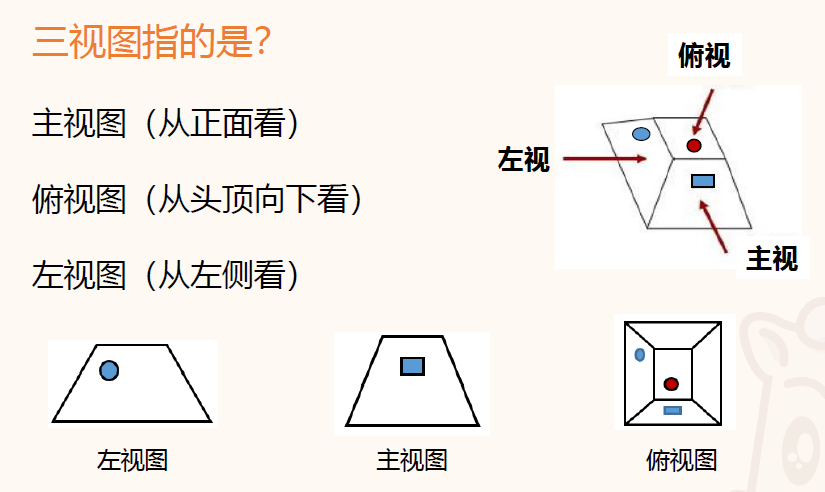 三视图指的是？
主视图（从正面看）
俯视图（从头顶向下看）
左视图（从左侧看）
俯视
左视
主视
左视图
主视图
俯视图